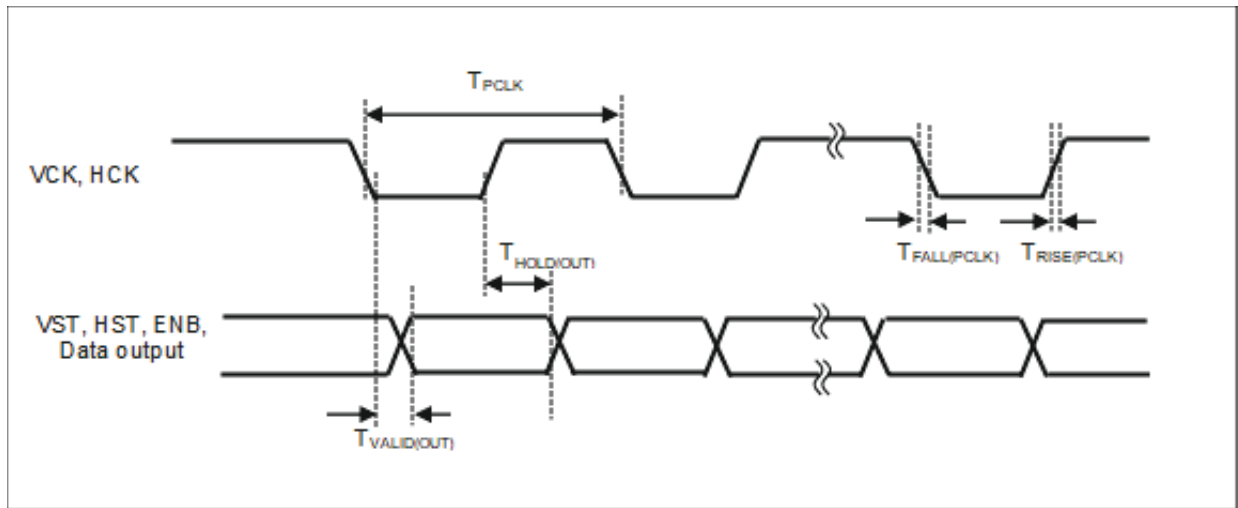 TPCLK
VCK, HCK
TFALL(PCLK)
TRISE(PCLK)
THOLD(OUT)
VST, HST, ENB,
Data output
TVALID(OUT)